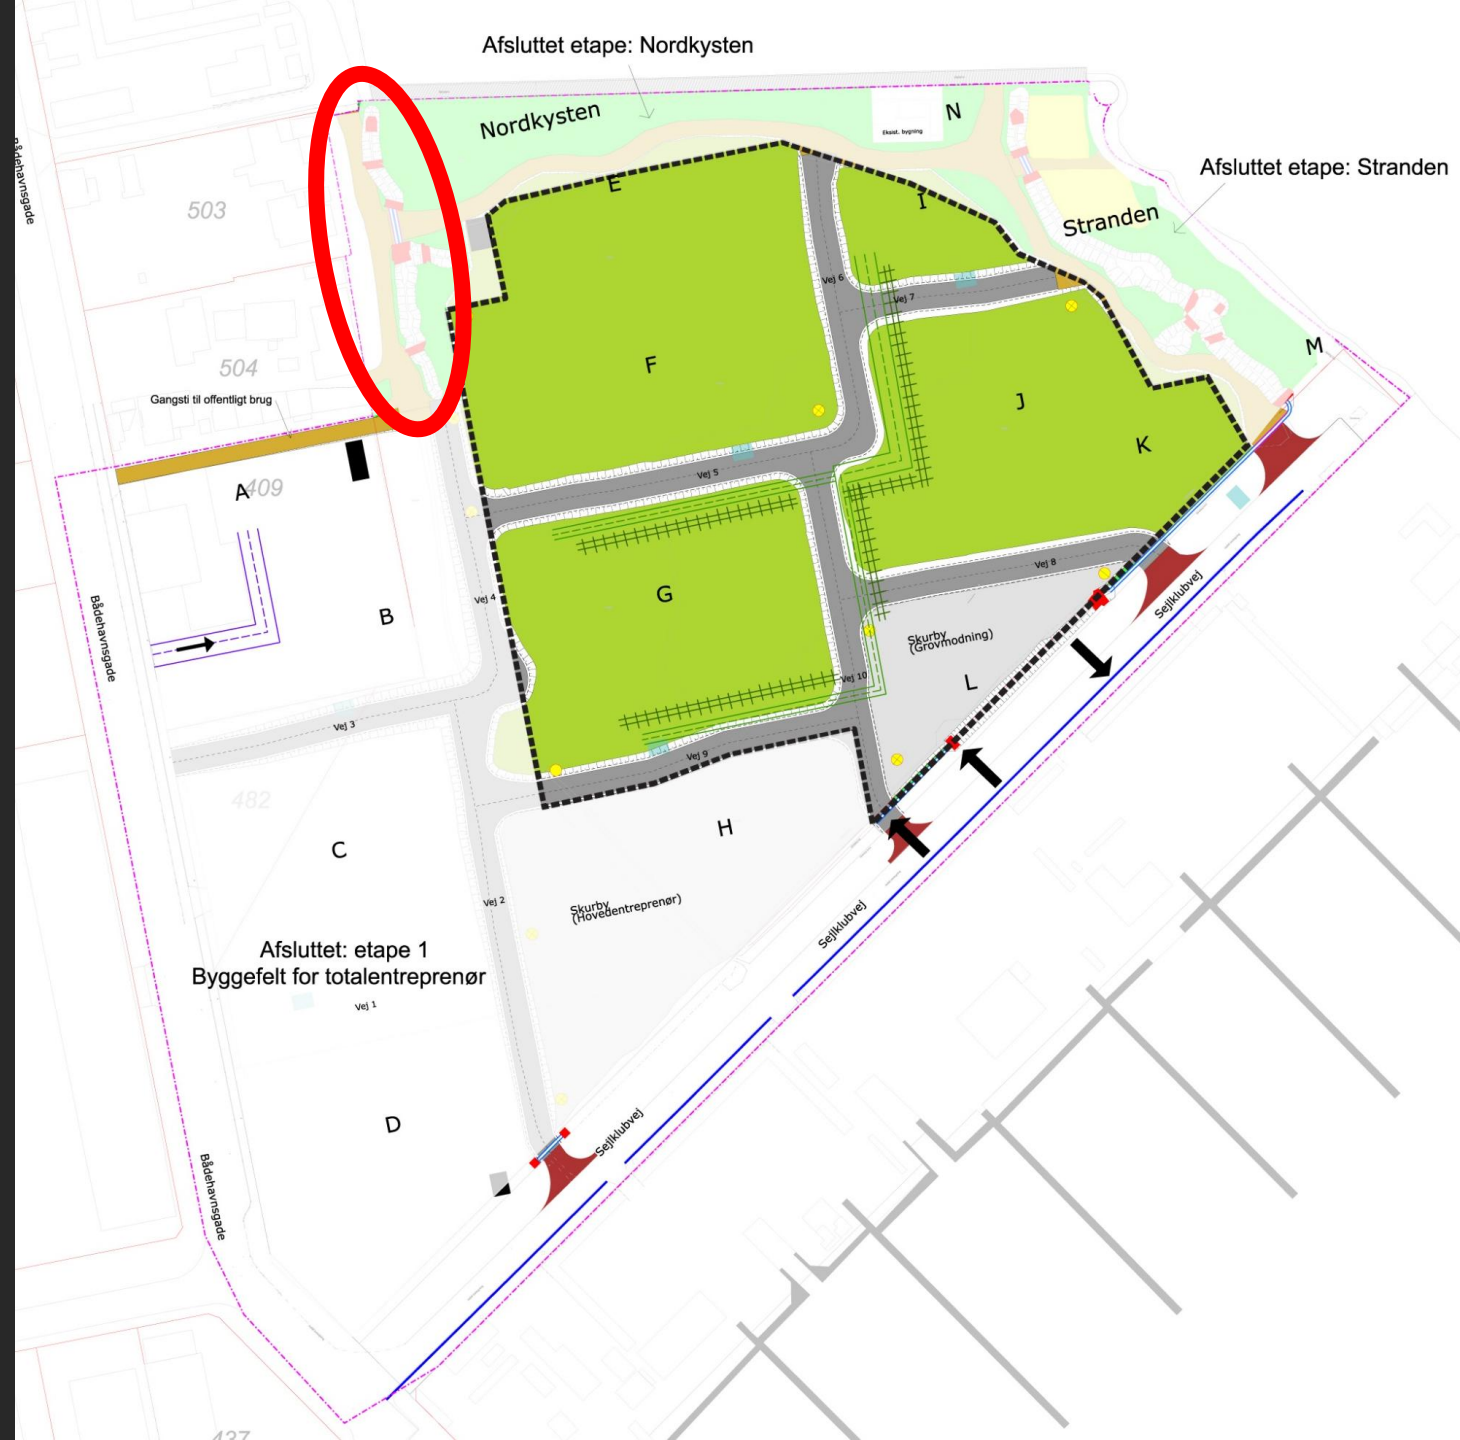 Afsluttet etape: Nordkysten
Nordkysten
N
Eksist. bygning
Afsluttet etape: Stranden
Stranden
Bådehavnsgade
503
E
I
Vej 6
Vej 7
504
F
J
M
Gangsti til offentligt brug
K
A
409
Vej 5
Vej 8
Sejlklubvej
Bådehavnsgade
B
Vej 4
G
Skurby
(Grovmodning)
L
Vej 10
Vej 3
Vej 9
482
C
H
Vej 2
Skurby
(Hovedentreprenør)
Sejlklubvej
Afsluttet: etape 1
Byggefelt for totalentreprenør
Vej 1
D
Sejlklubvej
Bådehavnsgade
437